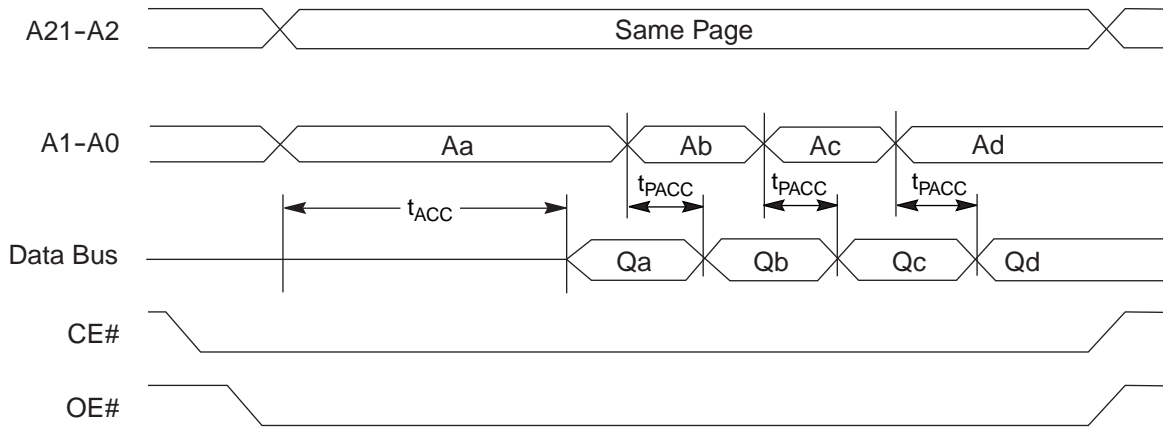 A21–A2 Same Page
A1–A0 Aa Ab Ac Ad
tACC tPACC tPACC tPACC
Data Bus Qa Qb Qc Qd
CE#
OE#